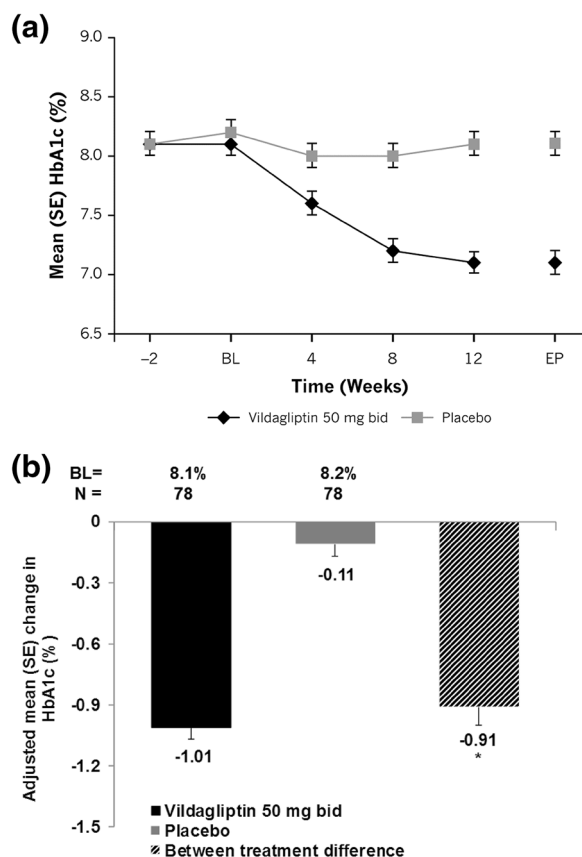 (a)
Mean (SE) HbA1c (%)
9.0
8.5
8.0
7.5
7.0
6.5
–2 BL 4 8 12 EP
Time (Weeks)
Vildagliptin 50 mg bid Placebo
(b)
BL= 8.1% 8.2%
N = 78 78
Adjusted mean (SE) change in
HbA1c (% )
0
-0.3
-0.6
-0.9
-1.2
-1.5
-1.01
-0.11
-0.91
*
Vildagliptin 50 mg bid
Placebo
Between treatment difference